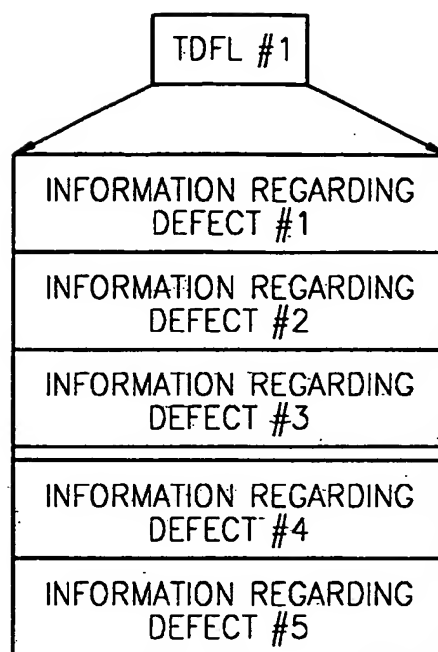 TDFL #1
INFORMATION REGARDING
DEFECT #1
INFORMATION REGARDING
DEFECT #2
INFORMATION REGARDING
DEFECT #3
INFORMATION REGARDING
DEFECT #4
INFORMATION REGARDING
DEFECT #5